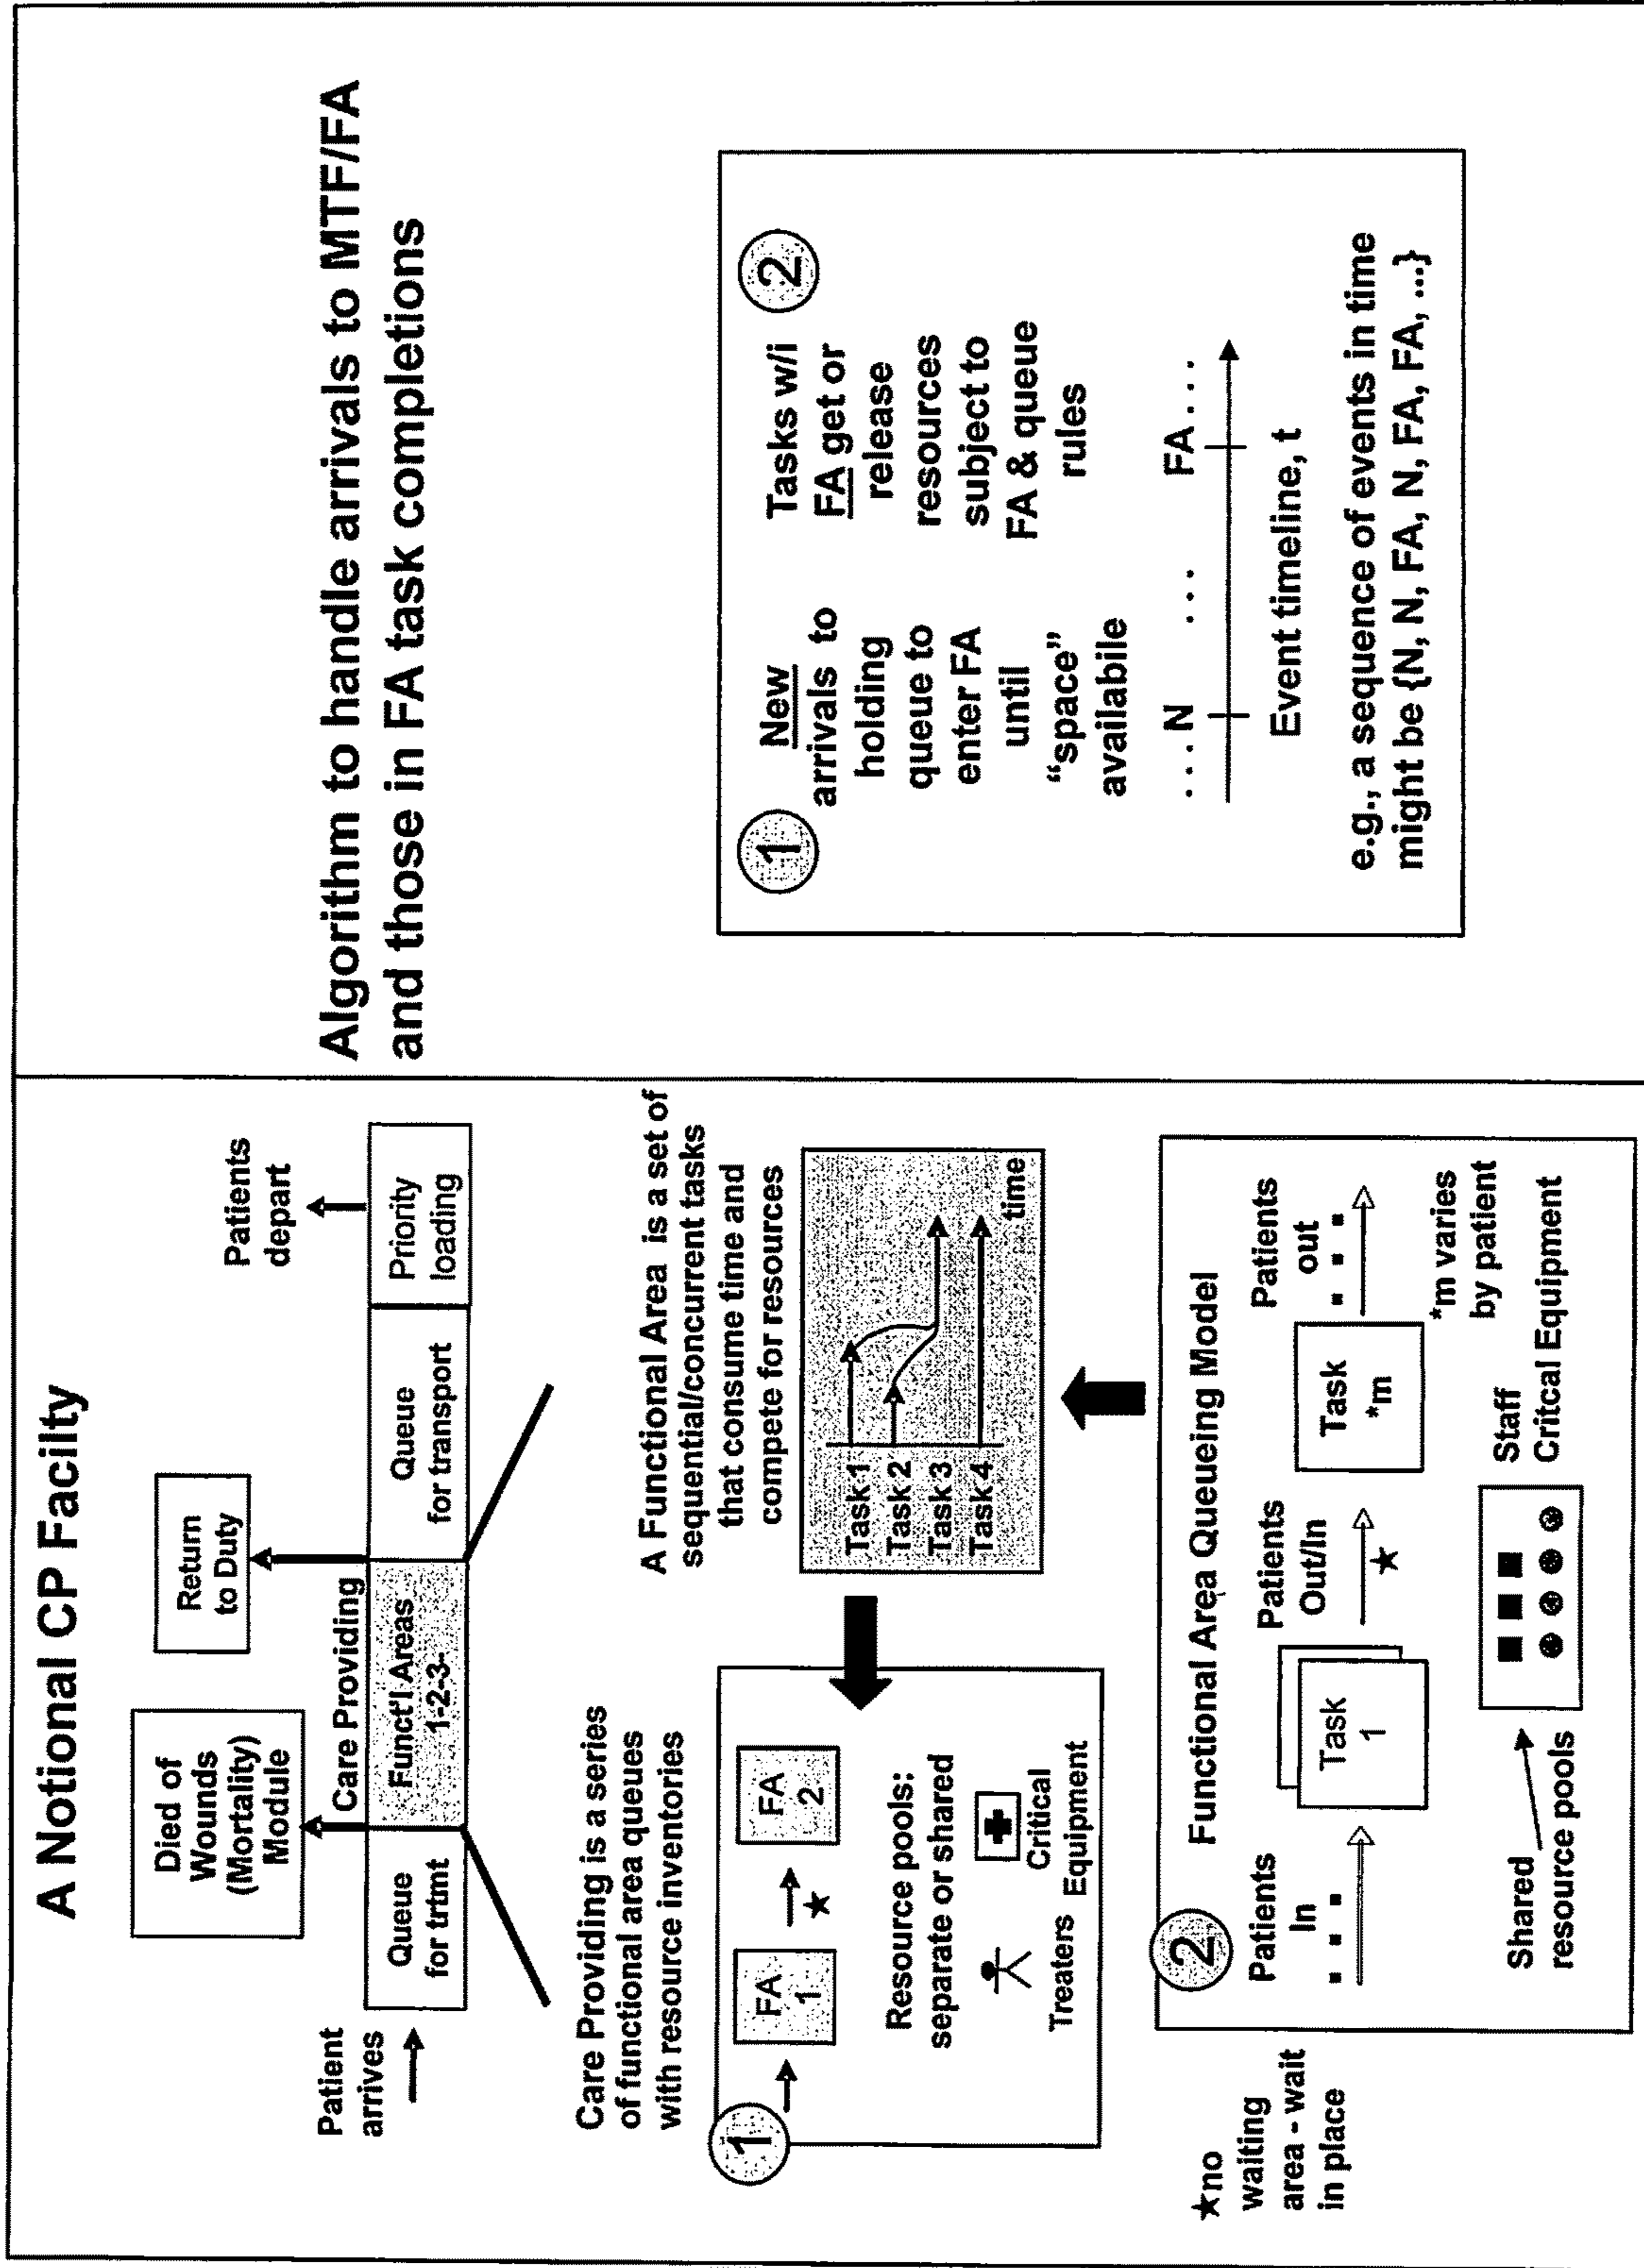 A Notional CP Facilty
Died of
Wounds
(Mortality)
Module
Return
to Duty
Patients
depart
Patient
arrives
Queue
for trtmt
Care Providing
Funct'l Areas
1-2-3-
Queue
for transport
Priority
loading
Care Providing is a series
of functional area queues
with resource inventories
A Functional Area is a set of
sequential/concurrent tasks
that consume time and
compete for resources
1
FA
1
★
FA
2
Resource pools:
separate or shared
Treaters
Critical
Equipment
Task 1
Task 2
Task 3
Task 4
time
★no
waiting
area - wait
in place
2
Functional Area Queueing Model
Patients
In
Task
1
Patients
Out/In
★
Task
*m
Patients
out
*m varies
by patient
Shared
resource pools
Staff
Critcal Equipment
Algorithm to handle arrivals to MTF/FA
and those in FA task completions
1
New
arrivals to
holding
queue to
enter FA
until
“space”
availabile
Tasks w/i
FA get or
release
resources
subject to
FA & queue
rules
2
...N ... FA...
Event timeline, t
e.g., a sequence of events in time
might be {N, N, FA, N, FA, FA, ...}